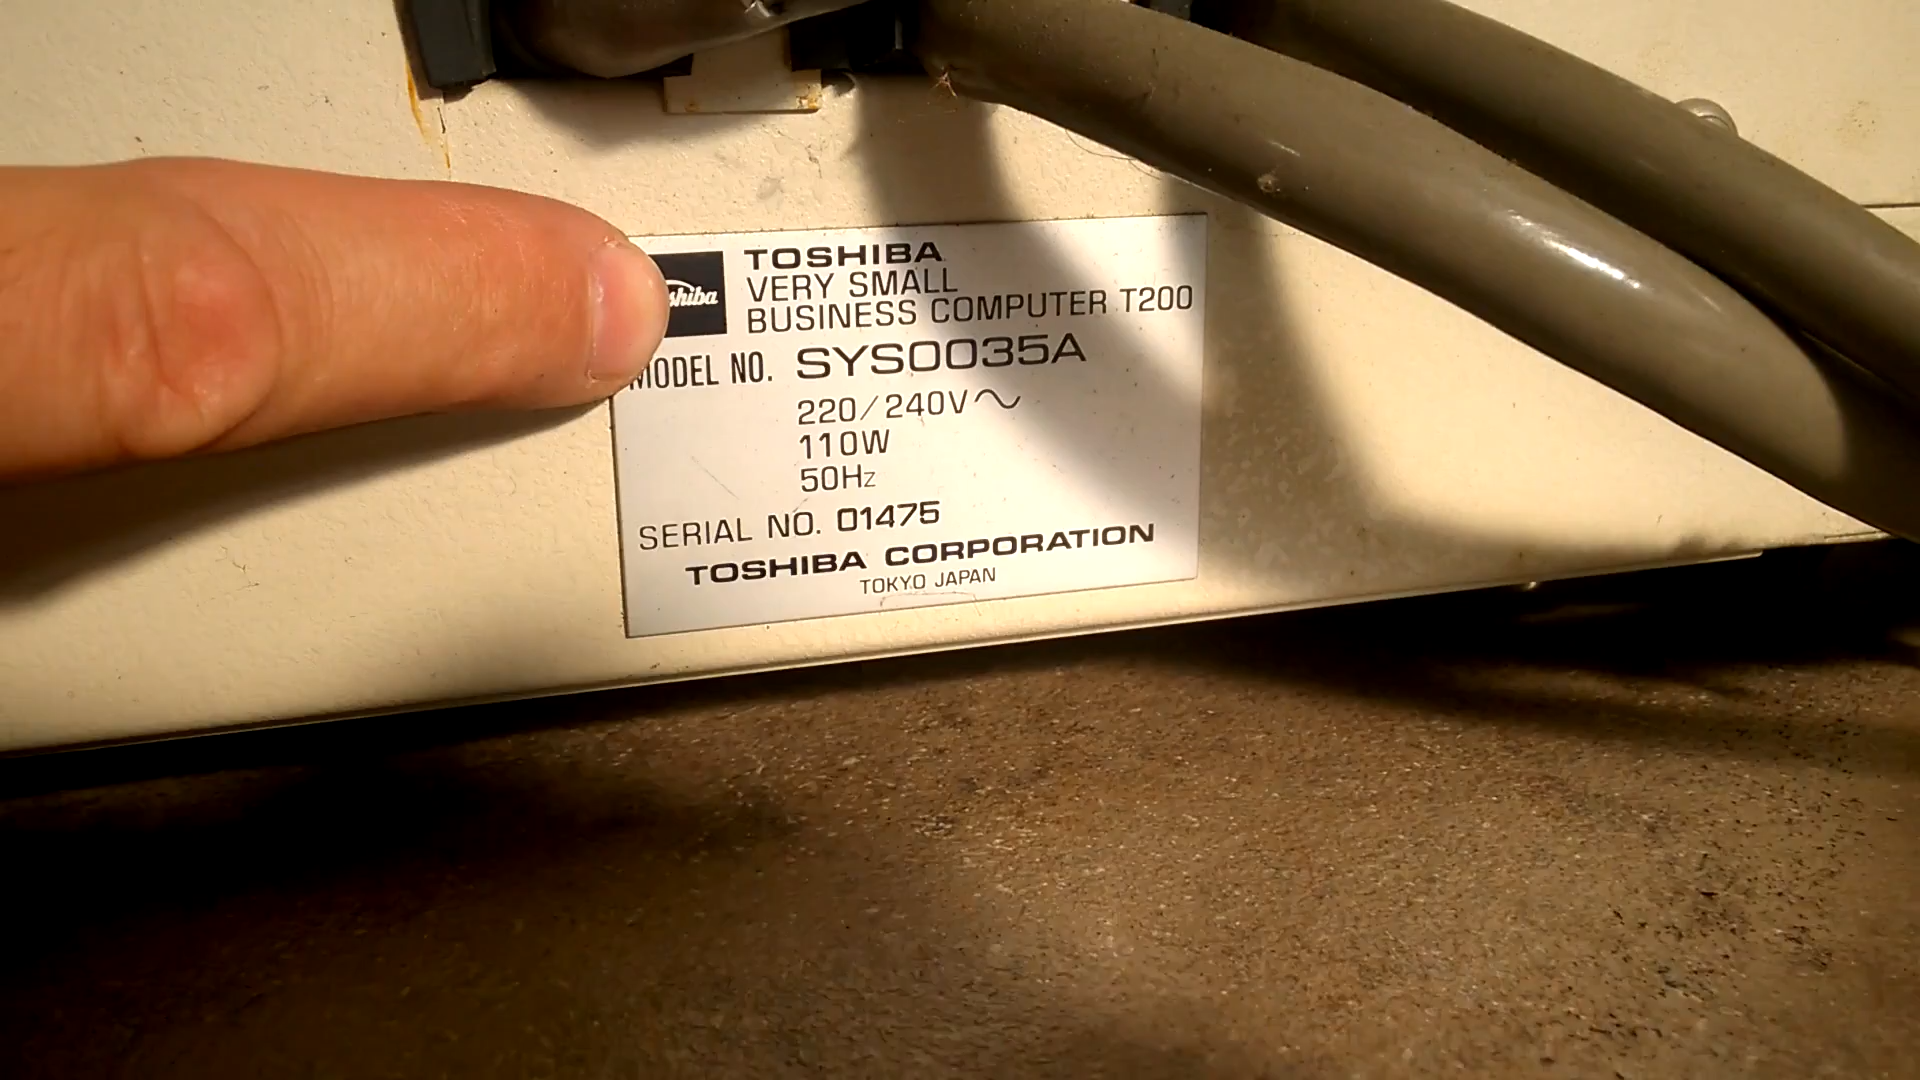 TOSHIBA
VERY SMALL
BUSINESS COMPUTER T200
MODEL NO. SYS0035A
220/240V~
110W
50Hz
SERIAL NO. 01475
TOSHIBA CORPORATION
TOKYO JAPAN